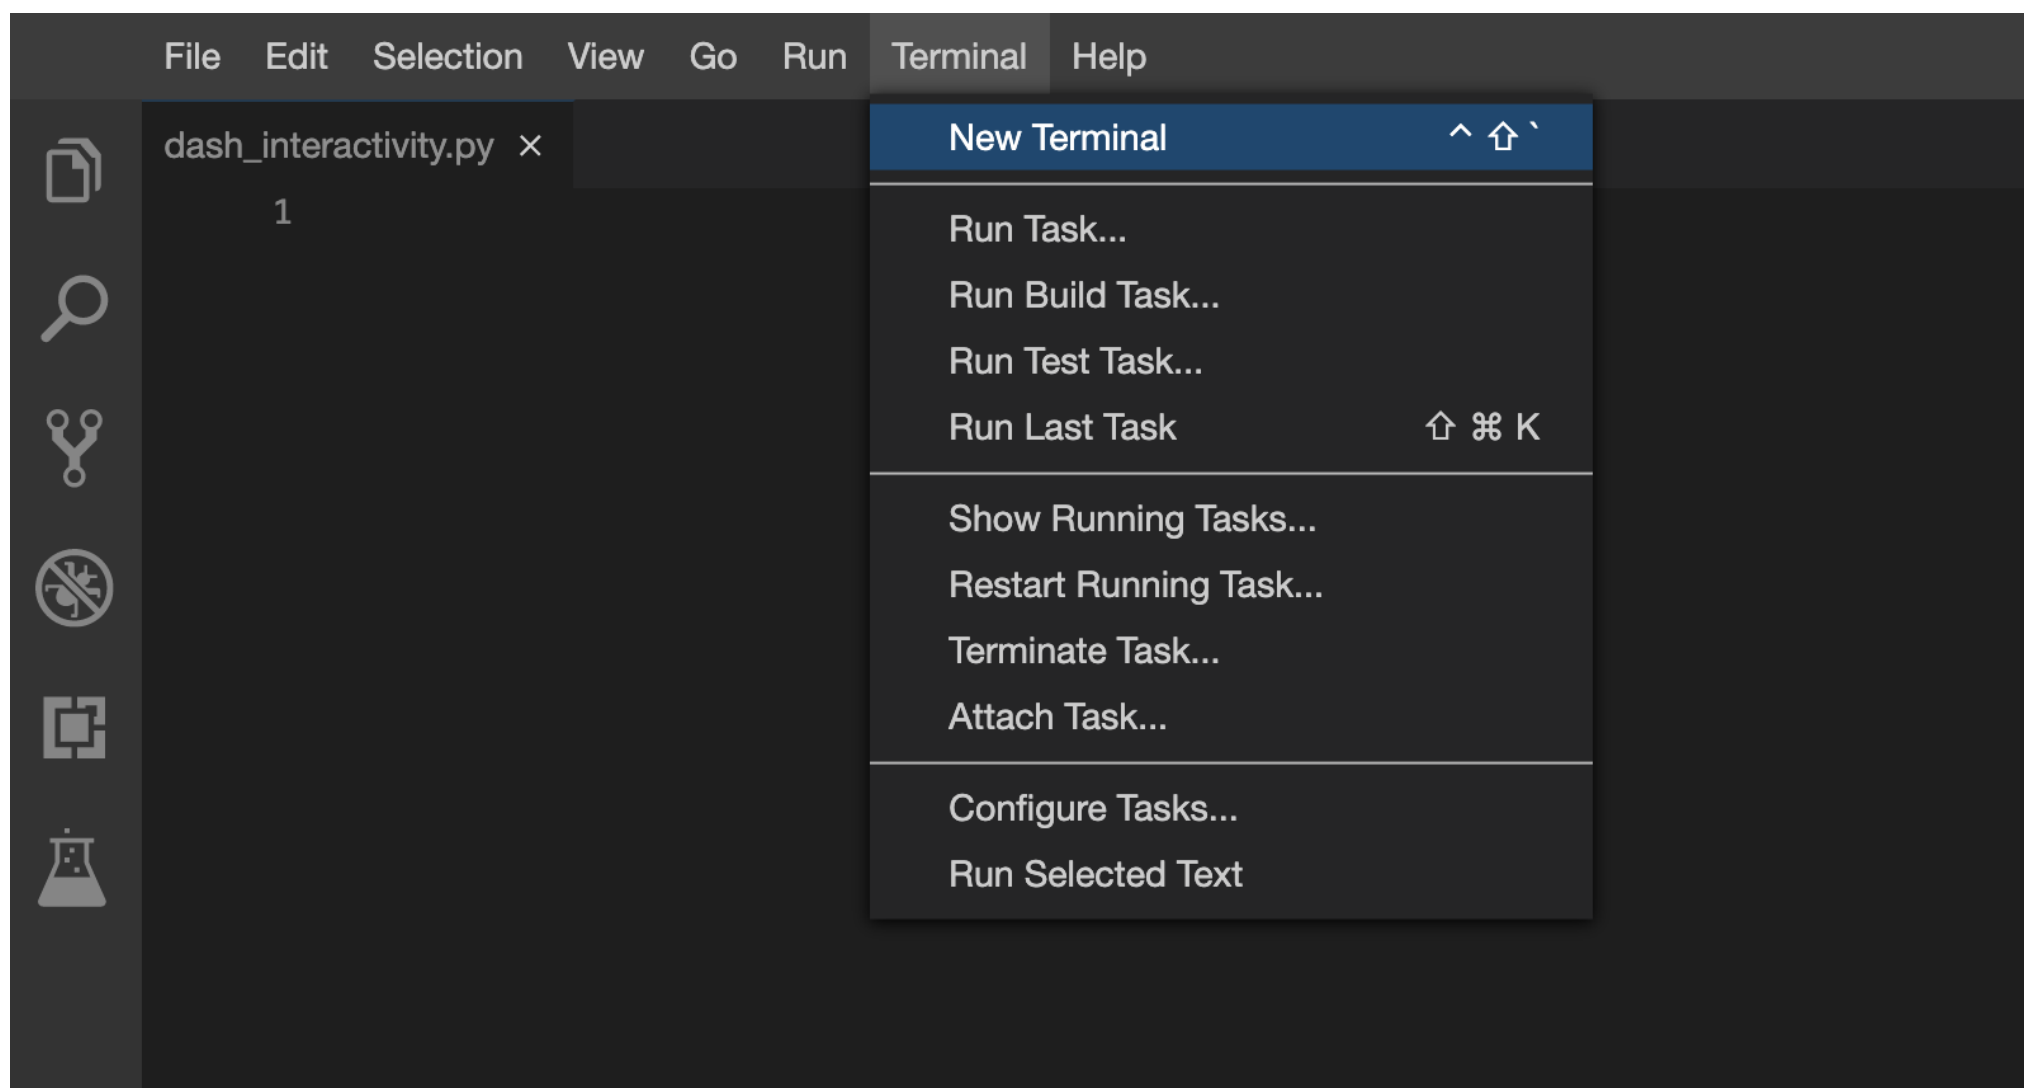 File Edit Selection View Go Run Terminal Help
dash_interactivity.py ×
1
New Terminal ^ ⇧ `
Run Task...
Run Build Task...
Run Test Task...
Run Last Task ⇧ ⌘ K
Show Running Tasks...
Restart Running Task...
Terminate Task...
Attach Task...
Configure Tasks...
Run Selected Text